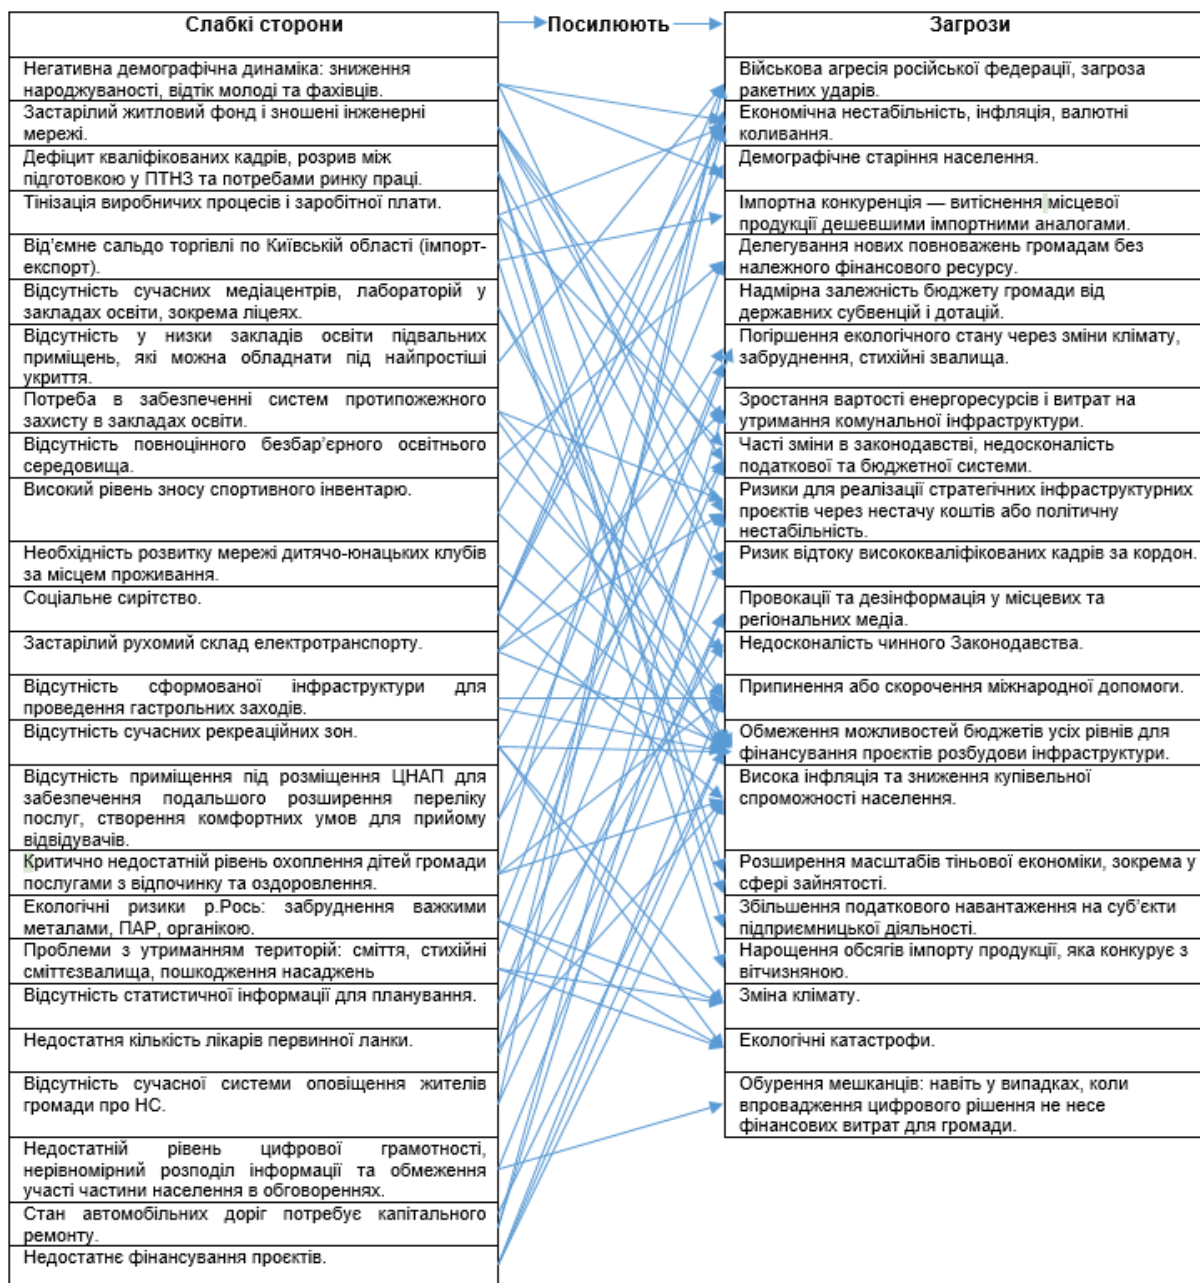 Слабкі сторони
Посилюють
Загрози
Негативна демографічна динаміка: зниження
народжуваності, відтік молоді та фахівців.
Застарілий житловий фонд і зношені інженерні
мережі.
Дефіцит кваліфікованих кадрів, розрив між
підготовкою у ПТНЗ та потребами ринку праці.
Тінізація виробничих процесів і заробітної плати.
Від’ємне сальдо торгівлі по Київській області (імпорт-
експорт).
Відсутність сучасних медіацентрів, лабораторій у
закладах освіти, зокрема ліцеях.
Відсутність у низки закладів освіти підвальних
приміщень, які можна обладнати під найпростіші
укриття.
Потреба в забезпеченні систем протипожежного
захисту в закладах освіти.
Відсутність повноцінного безбар’єрного освітнього
середовища.
Високий рівень зносу спортивного інвентарю.
Необхідність розвитку мережі дитячо-юнацьких клубів
за місцем проживання.
Соціальне сирітство.
Застарілий рухомий склад електротранспорту.
Відсутність сформованої інфраструктури для
проведення гастрольних заходів.
Відсутність сучасних рекреаційних зон.
Відсутність приміщення під розміщення ЦНАП для
забезпечення подальшого розширення переліку
послуг, створення комфортних умов для прийому
відвідувачів.
Критично недостатній рівень охоплення дітей громади
послугами з відпочинку та оздоровлення.
Екологічні ризики р.Рось: забруднення важкими
металами, ПАР, органікою.
Проблеми з утриманням територій: сміття, стихійні
сміттєзвалища, пошкодження насаджень
Відсутність статистичної інформації для планування.
Недостатня кількість лікарів первинної ланки.
Відсутність сучасної системи оповіщення жителів
громади про НС.
Недостатній рівень цифрової грамотності,
нерівномірний розподіл інформації та обмеження
участі частини населення в обговореннях.
Стан автомобільних доріг потребує капітального
ремонту.
Недостатнє фінансування проєктів.
Військова агресія російської федерації, загроза
ракетних ударів.
Економічна нестабільність, інфляція, валютні
коливання.
Демографічне старіння населення.
Імпортна конкуренція — витіснення місцевої
продукції дешевшими імпортними аналогами.
Делегування нових повноважень громадам без
належного фінансового ресурсу.
Надмірна залежність бюджету громади від
державних субвенцій і дотацій.
Погіршення екологічного стану через зміни клімату,
забруднення, стихійні звалища.
Зростання вартості енергоресурсів і витрат на
утримання комунальної інфраструктури.
Часті зміни в законодавстві, недосконалість
податкової та бюджетної системи.
Ризики для реалізації стратегічних інфраструктурних
проєктів через нестачу коштів або політичну
нестабільність.
Ризик відтоку висококваліфікованих кадрів за кордон.
Провокації та дезінформація у місцевих та
регіональних медіа.
Недосконалість чинного Законодавства.
Припинення або скорочення міжнародної допомоги.
Обмеження можливостей бюджетів усіх рівнів для
фінансування проєктів розбудови інфраструктури.
Висока інфляція та зниження купівельної
спроможності населення.
Розширення масштабів тіньової економіки, зокрема у
сфері зайнятості.
Збільшення податкового навантаження на суб’єкти
підприємницької діяльності.
Нарощення обсягів імпорту продукції, яка конкурує з
вітчизняною.
Зміна клімату.
Екологічні катастрофи.
Обурення мешканців: навіть у випадках, коли
впровадження цифрового рішення не несе
фінансових витрат для громади.